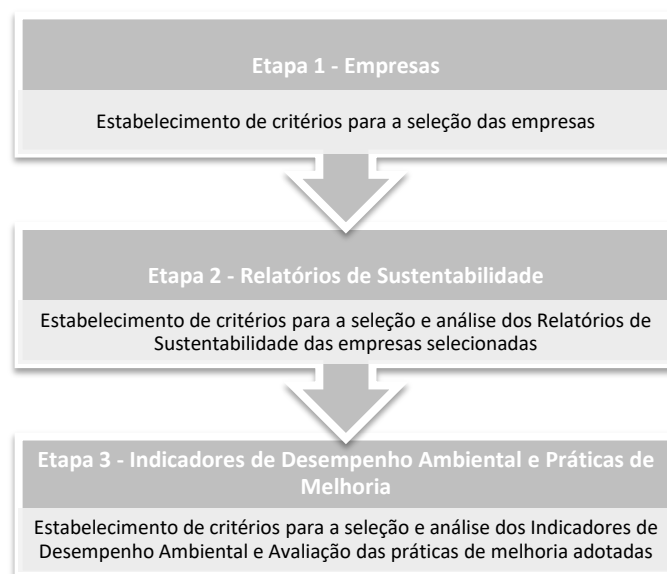 Etapa 1 - Empresas
Estabelecimento de critérios para a seleção das empresas
Etapa 2 - Relatórios de Sustentabilidade
Estabelecimento de critérios para a seleção e análise dos Relatórios de
Sustentabilidade das empresas selecionadas
Etapa 3 - Indicadores de Desempenho Ambiental e Práticas de
Melhoria
Estabelecimento de critérios para a seleção e análise dos Indicadores de
Desempenho Ambiental e Avaliação das práticas de melhoria adotadas